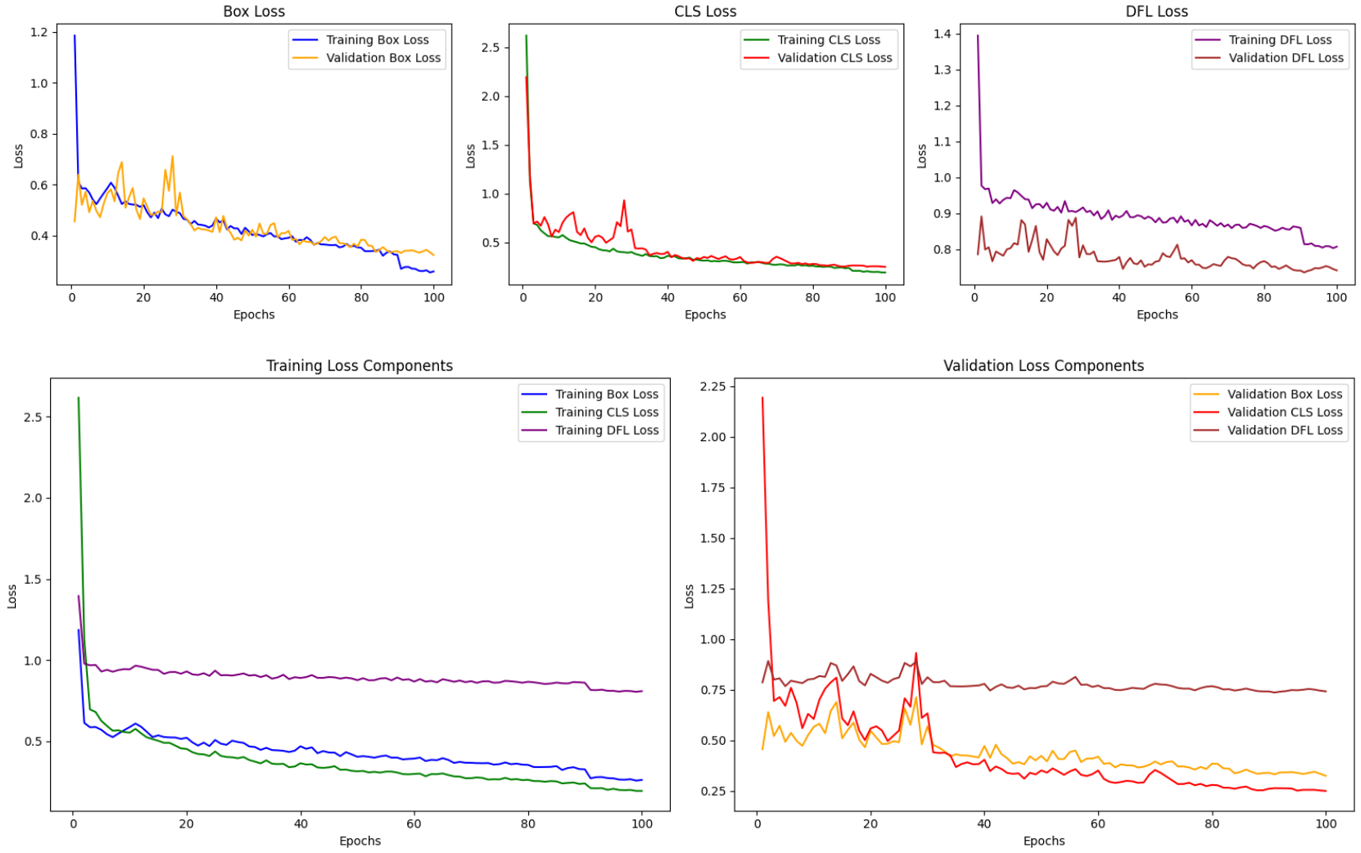 Box Loss
1.2
1.0
0.8
0.6
0.4
Loss
0 20 40 60 80 100
Epochs
Training Box Loss
Validation Box Loss
CLS Loss
2.5
2.0
1.5
1.0
0.5
Loss
0 20 40 60 80 100
Epochs
Training CLS Loss
Validation CLS Loss
DFL Loss
1.4
1.3
1.2
1.1
1.0
0.9
0.8
Loss
0 20 40 60 80 100
Epochs
Training DFL Loss
Validation DFL Loss
Training Loss Components
2.5
2.0
1.5
1.0
0.5
Loss
0 20 40 60 80 100
Epochs
Training Box Loss
Training CLS Loss
Training DFL Loss
Validation Loss Components
2.25
2.00
1.75
1.50
1.25
1.00
0.75
0.50
0.25
Loss
0 20 40 60 80 100
Epochs
Validation Box Loss
Validation CLS Loss
Validation DFL Loss